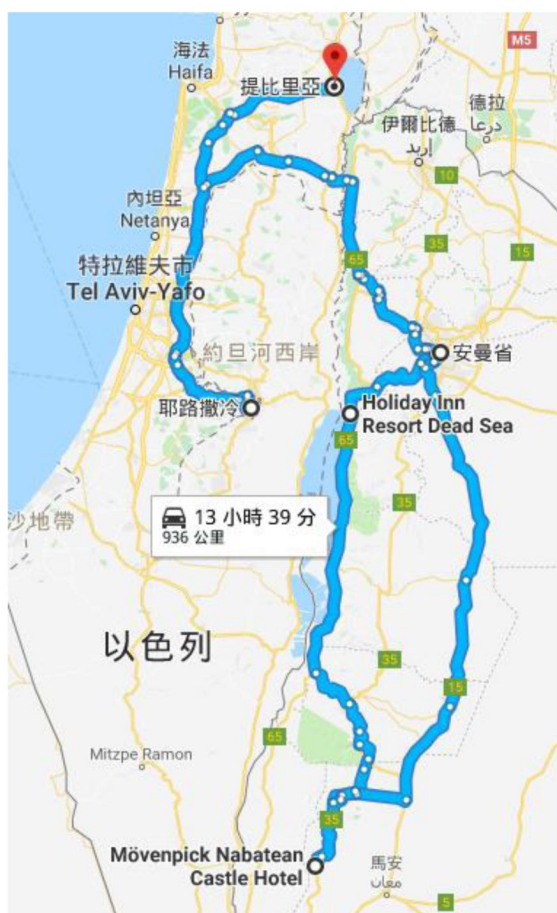 M5
海法
Haifa
提比里亞
德拉
درعا
伊爾比德
إربد
10
內坦亞
Netanya
35
15
特拉維夫市
Tel Aviv-Yafo
65
約旦河西岸
安曼省
耶路撒冷
Holiday Inn
Resort Dead Sea
65
35
13 小時 39 分
936 公里
沙地帶
以色列
35
15
65
Mitzpe Ramon
35
Mövenpick Nabatean
Castle Hotel
馬安
معان
5